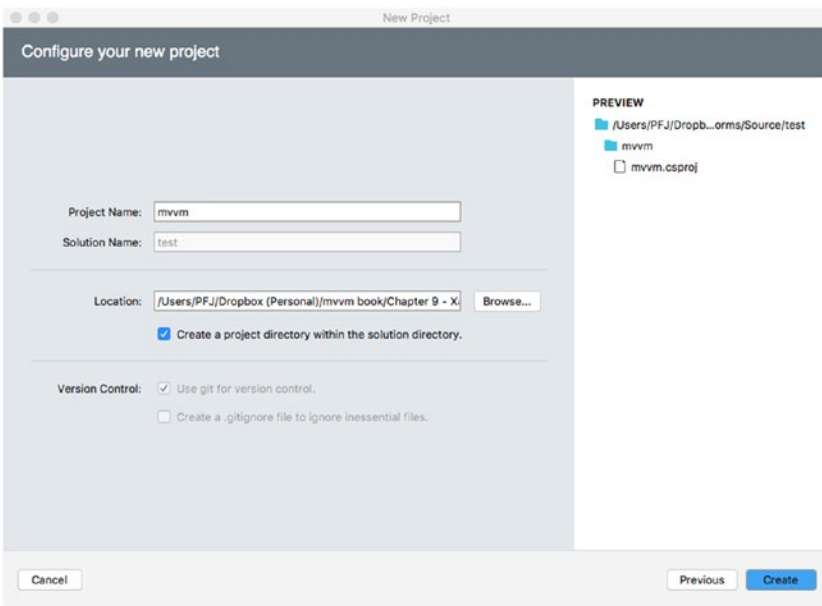 New Project
Configure your new project
Project Name: mvvm
Solution Name: test
Location: /Users/PFJ/Dropbox (Personal)/mvvm book/Chapter 9 - X Browse...
Create a project directory within the solution directory.
Version Control: Use git for version control.
Create a .gitignore file to ignore inessential files.
PREVIEW
/Users/PFJ/Dropb...orms/Source/test
mvvm
mvvm.csproj
Cancel
Previous
Create